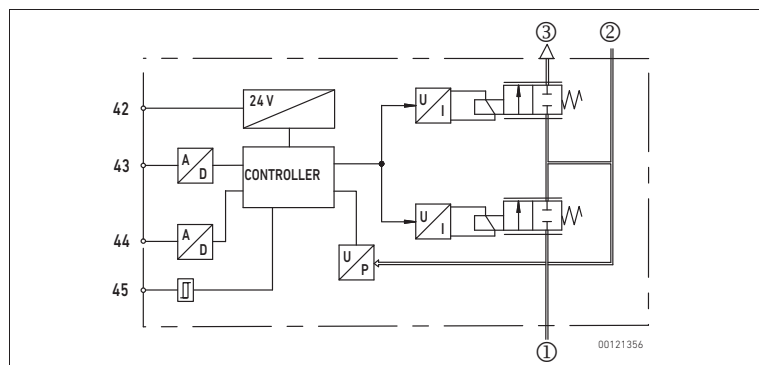 ③ ②
42
24 V
U
I
43
A
D
CONTROLLER
U
I
44
A
D
U
P
45
00121356
①